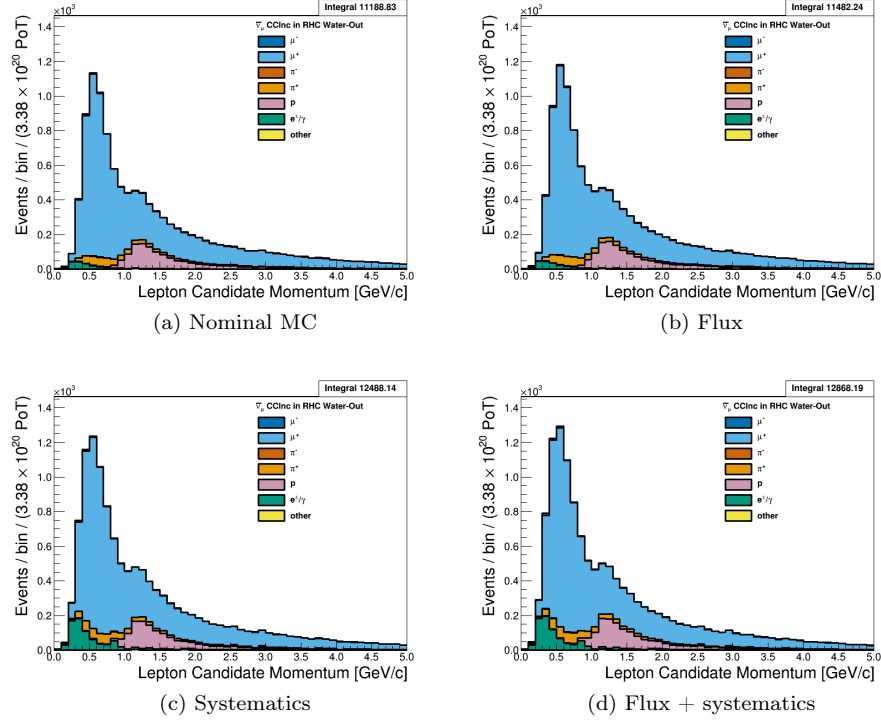 Integral 11188.83
×10³
ν̅μ CCInc in RHC Water-Out
μ⁻
μ⁺
π⁻
π⁺
p
e±/γ
other
Events / bin / (3.38 × 10²⁰ PoT)
1.4
1.2
1.0
0.8
0.6
0.4
0.2
0.0
0.0 0.5 1.0 1.5 2.0 2.5 3.0 3.5 4.0 4.5 5.0
Lepton Candidate Momentum [GeV/c]
(a) Nominal MC
Integral 11482.24
×10³
ν̅μ CCInc in RHC Water-Out
μ⁻
μ⁺
π⁻
π⁺
p
e±/γ
other
Events / bin / (3.38 × 10²⁰ PoT)
1.4
1.2
1.0
0.8
0.6
0.4
0.2
0.0
0.0 0.5 1.0 1.5 2.0 2.5 3.0 3.5 4.0 4.5 5.0
Lepton Candidate Momentum [GeV/c]
(b) Flux
Integral 12488.14
×10³
ν̅μ CCInc in RHC Water-Out
μ⁻
μ⁺
π⁻
π⁺
p
e±/γ
other
Events / bin / (3.38 × 10²⁰ PoT)
1.4
1.2
1.0
0.8
0.6
0.4
0.2
0.0
0.0 0.5 1.0 1.5 2.0 2.5 3.0 3.5 4.0 4.5 5.0
Lepton Candidate Momentum [GeV/c]
(c) Systematics
Integral 12868.19
×10³
ν̅μ CCInc in RHC Water-Out
μ⁻
μ⁺
π⁻
π⁺
p
e±/γ
other
Events / bin / (3.38 × 10²⁰ PoT)
1.4
1.2
1.0
0.8
0.6
0.4
0.2
0.0
0.0 0.5 1.0 1.5 2.0 2.5 3.0 3.5 4.0 4.5 5.0
Lepton Candidate Momentum [GeV/c]
(d) Flux + systematics